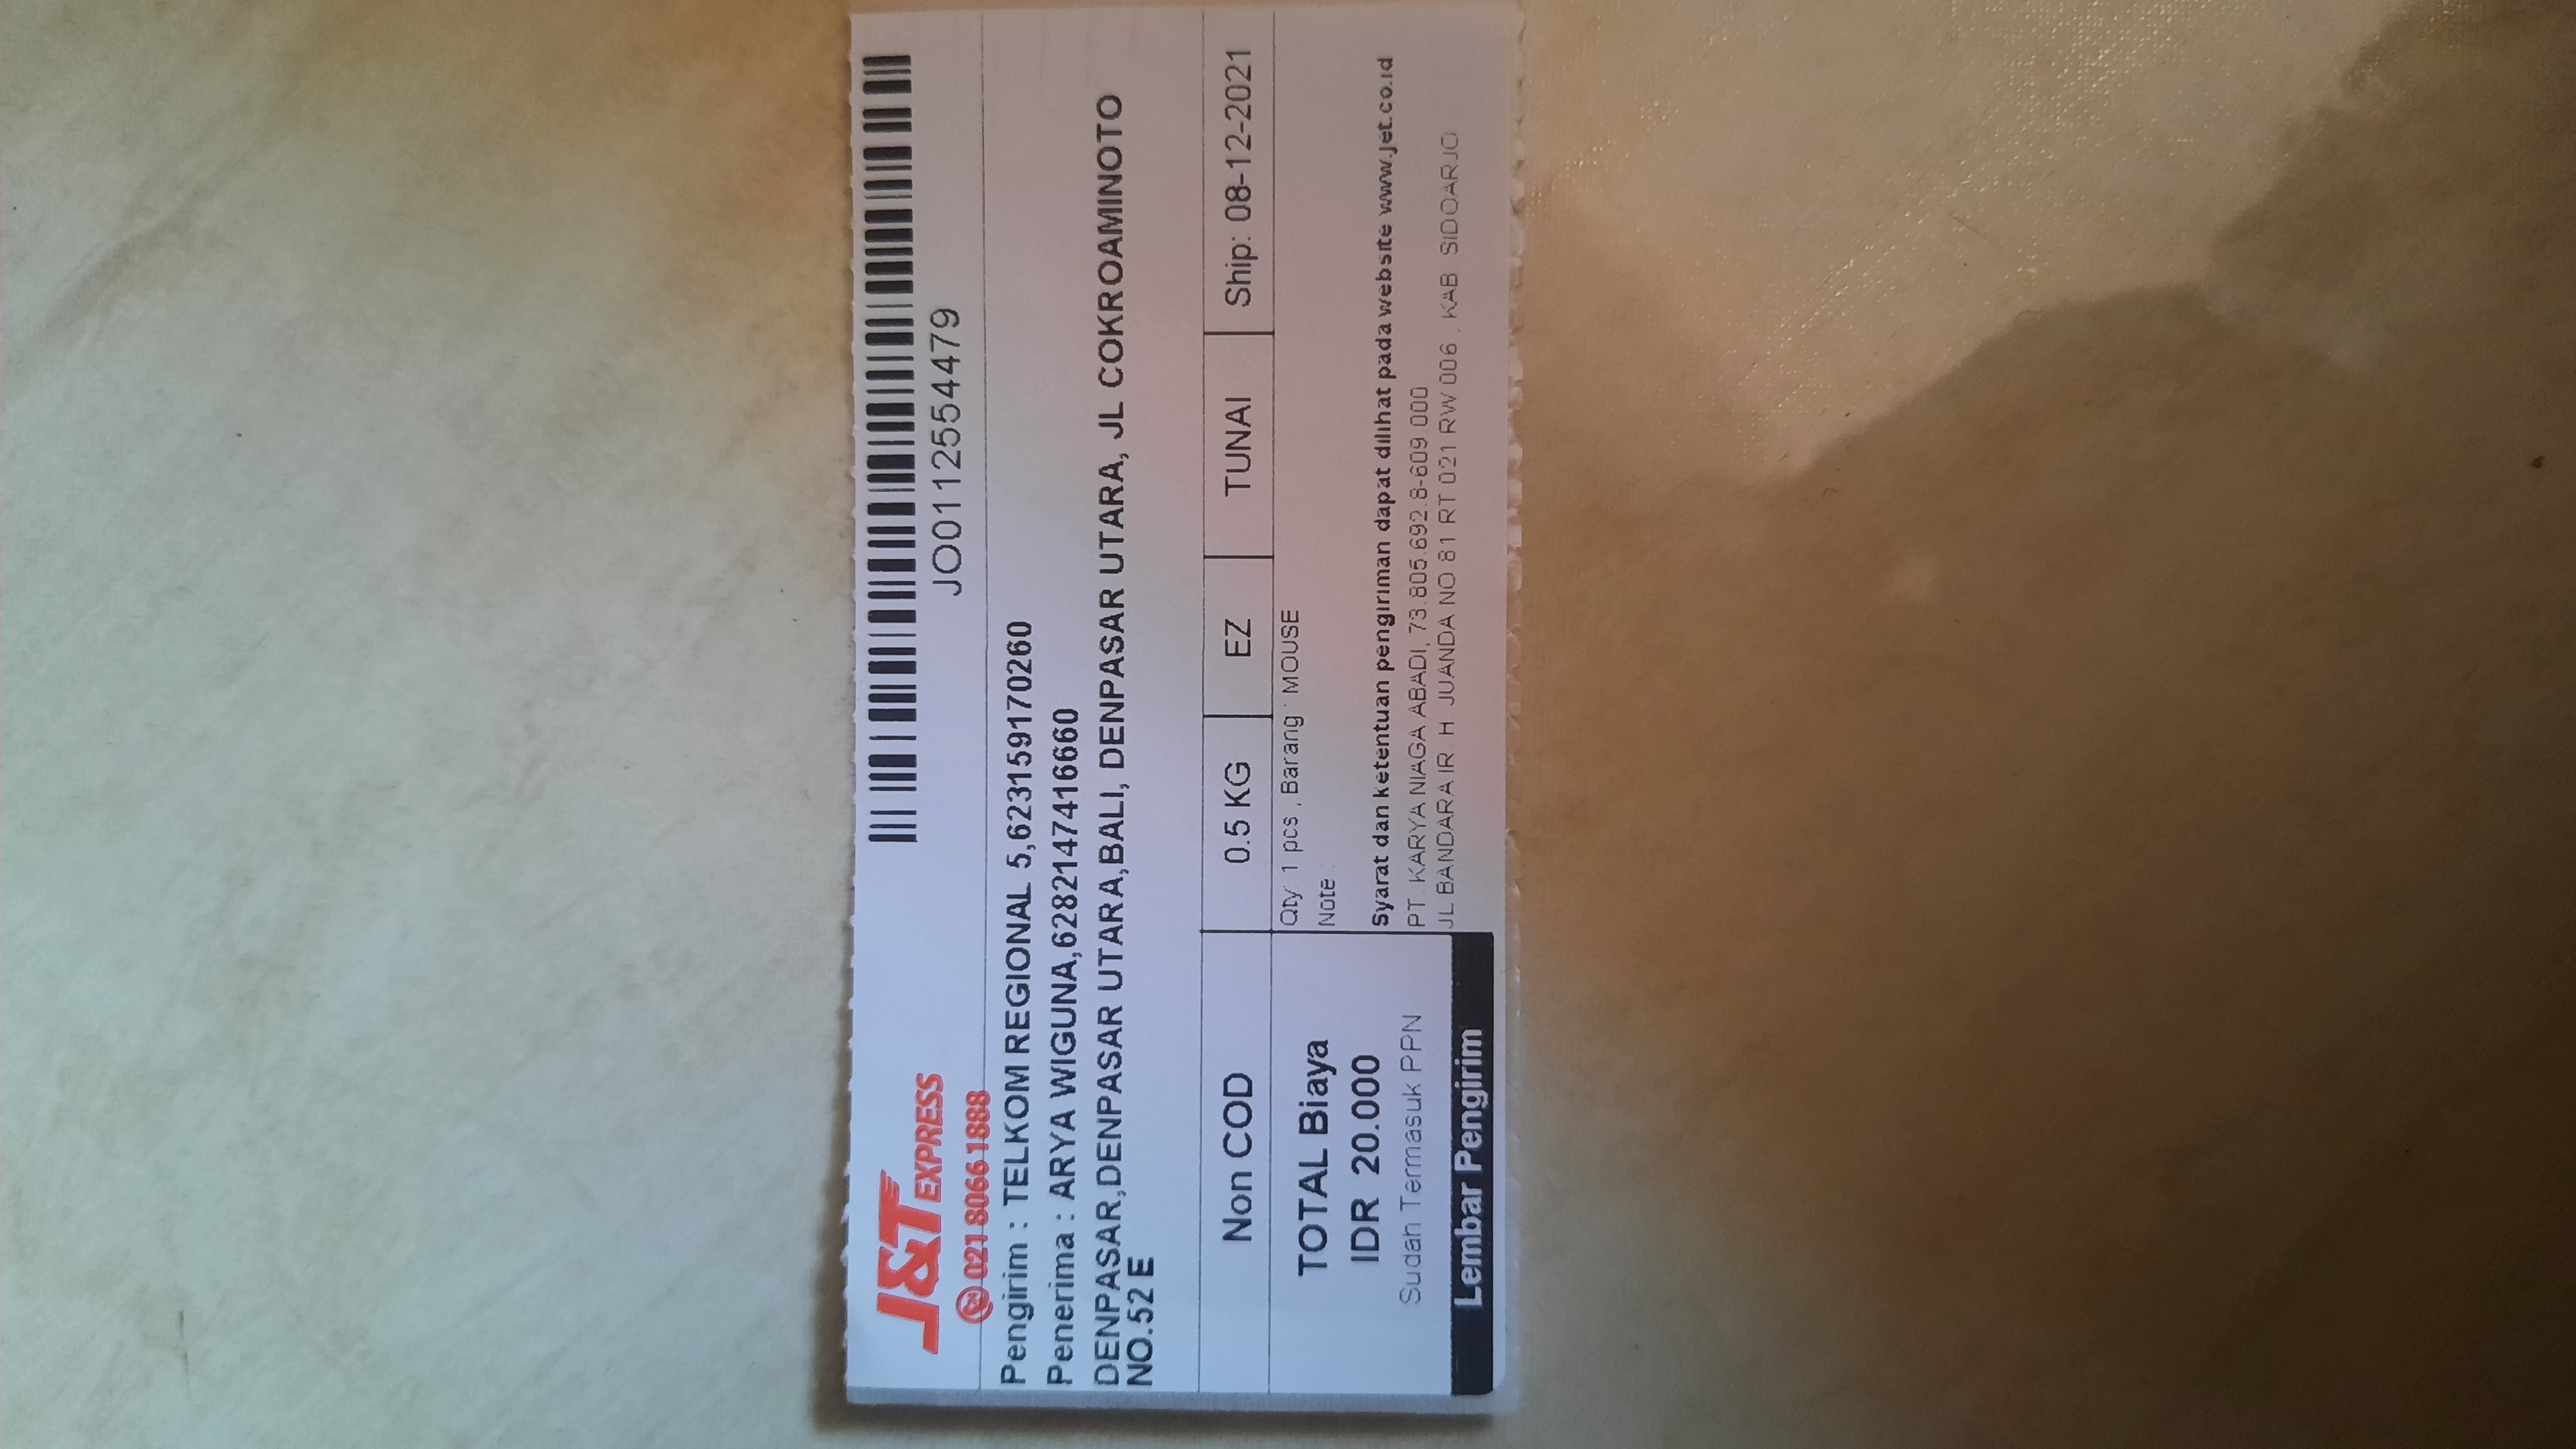 J&T EXPRESS
021 8066 1888
JO0112554479
Pengirim : TELKOM REGIONAL 5,623159170260
Penerima : ARYA WIGUNA,6282147416660
DENPASAR,DENPASAR UTARA,BALI, DENPASAR UTARA, JL COKROAMINOTO
NO.52 E
Non COD 0.5 KG EZ TUNAI Ship: 08-12-2021
TOTAL Biaya
IDR 20.000
Sudah Termasuk PPN
Lembar Pengirim
Qty: 1 pcs , Barang : MOUSE
Note :
Syarat dan ketentuan pengiriman dapat dilihat pada website www.jet.co.id
PT. KARYA NIAGA ABADI, 73.805.692.8-609.000
JL BANDARA IR. H. JUANDA NO 81 RT 021 RW 006 , KAB. SIDOARJO